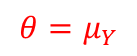 θ = μ_Y